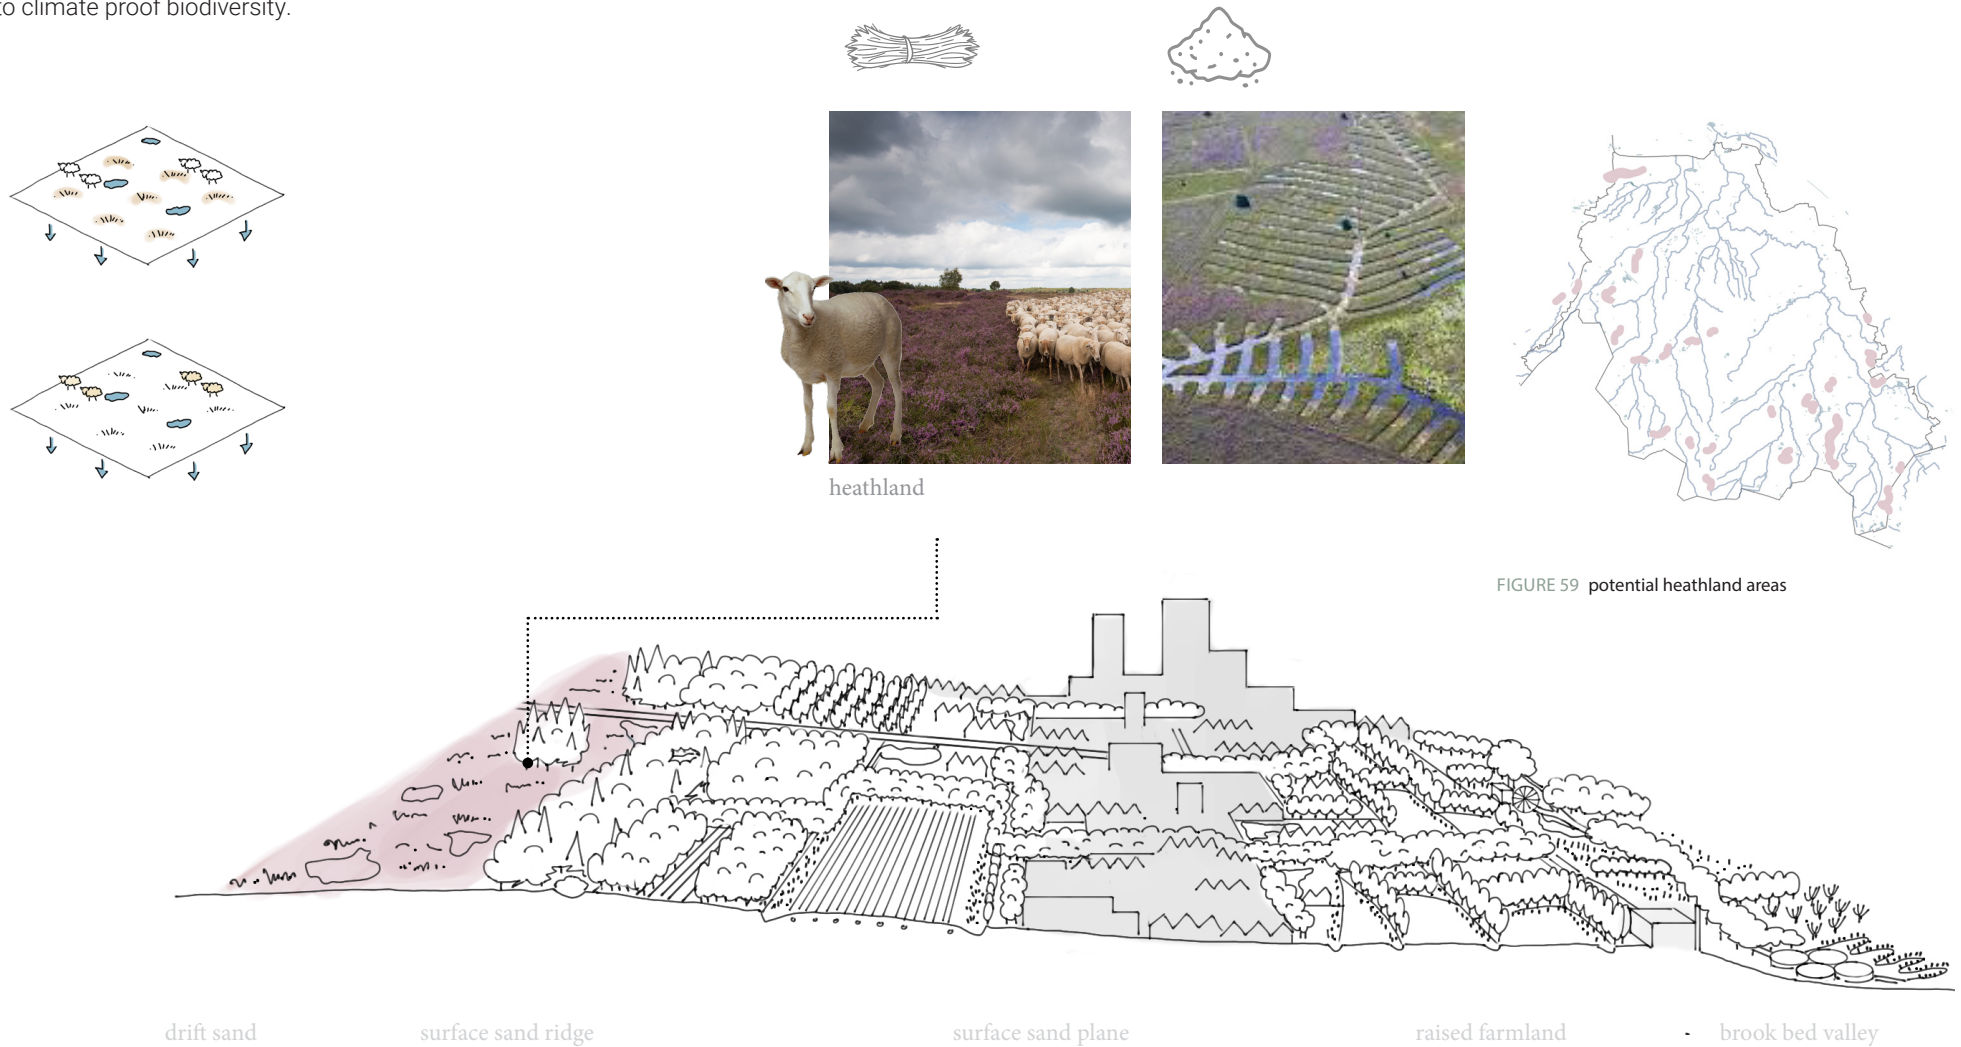 to climate proof biodiversity.
heathland
FIGURE 59 potential heathland areas
drift sand
surface sand ridge
surface sand plane
raised farmland
- brook bed valley